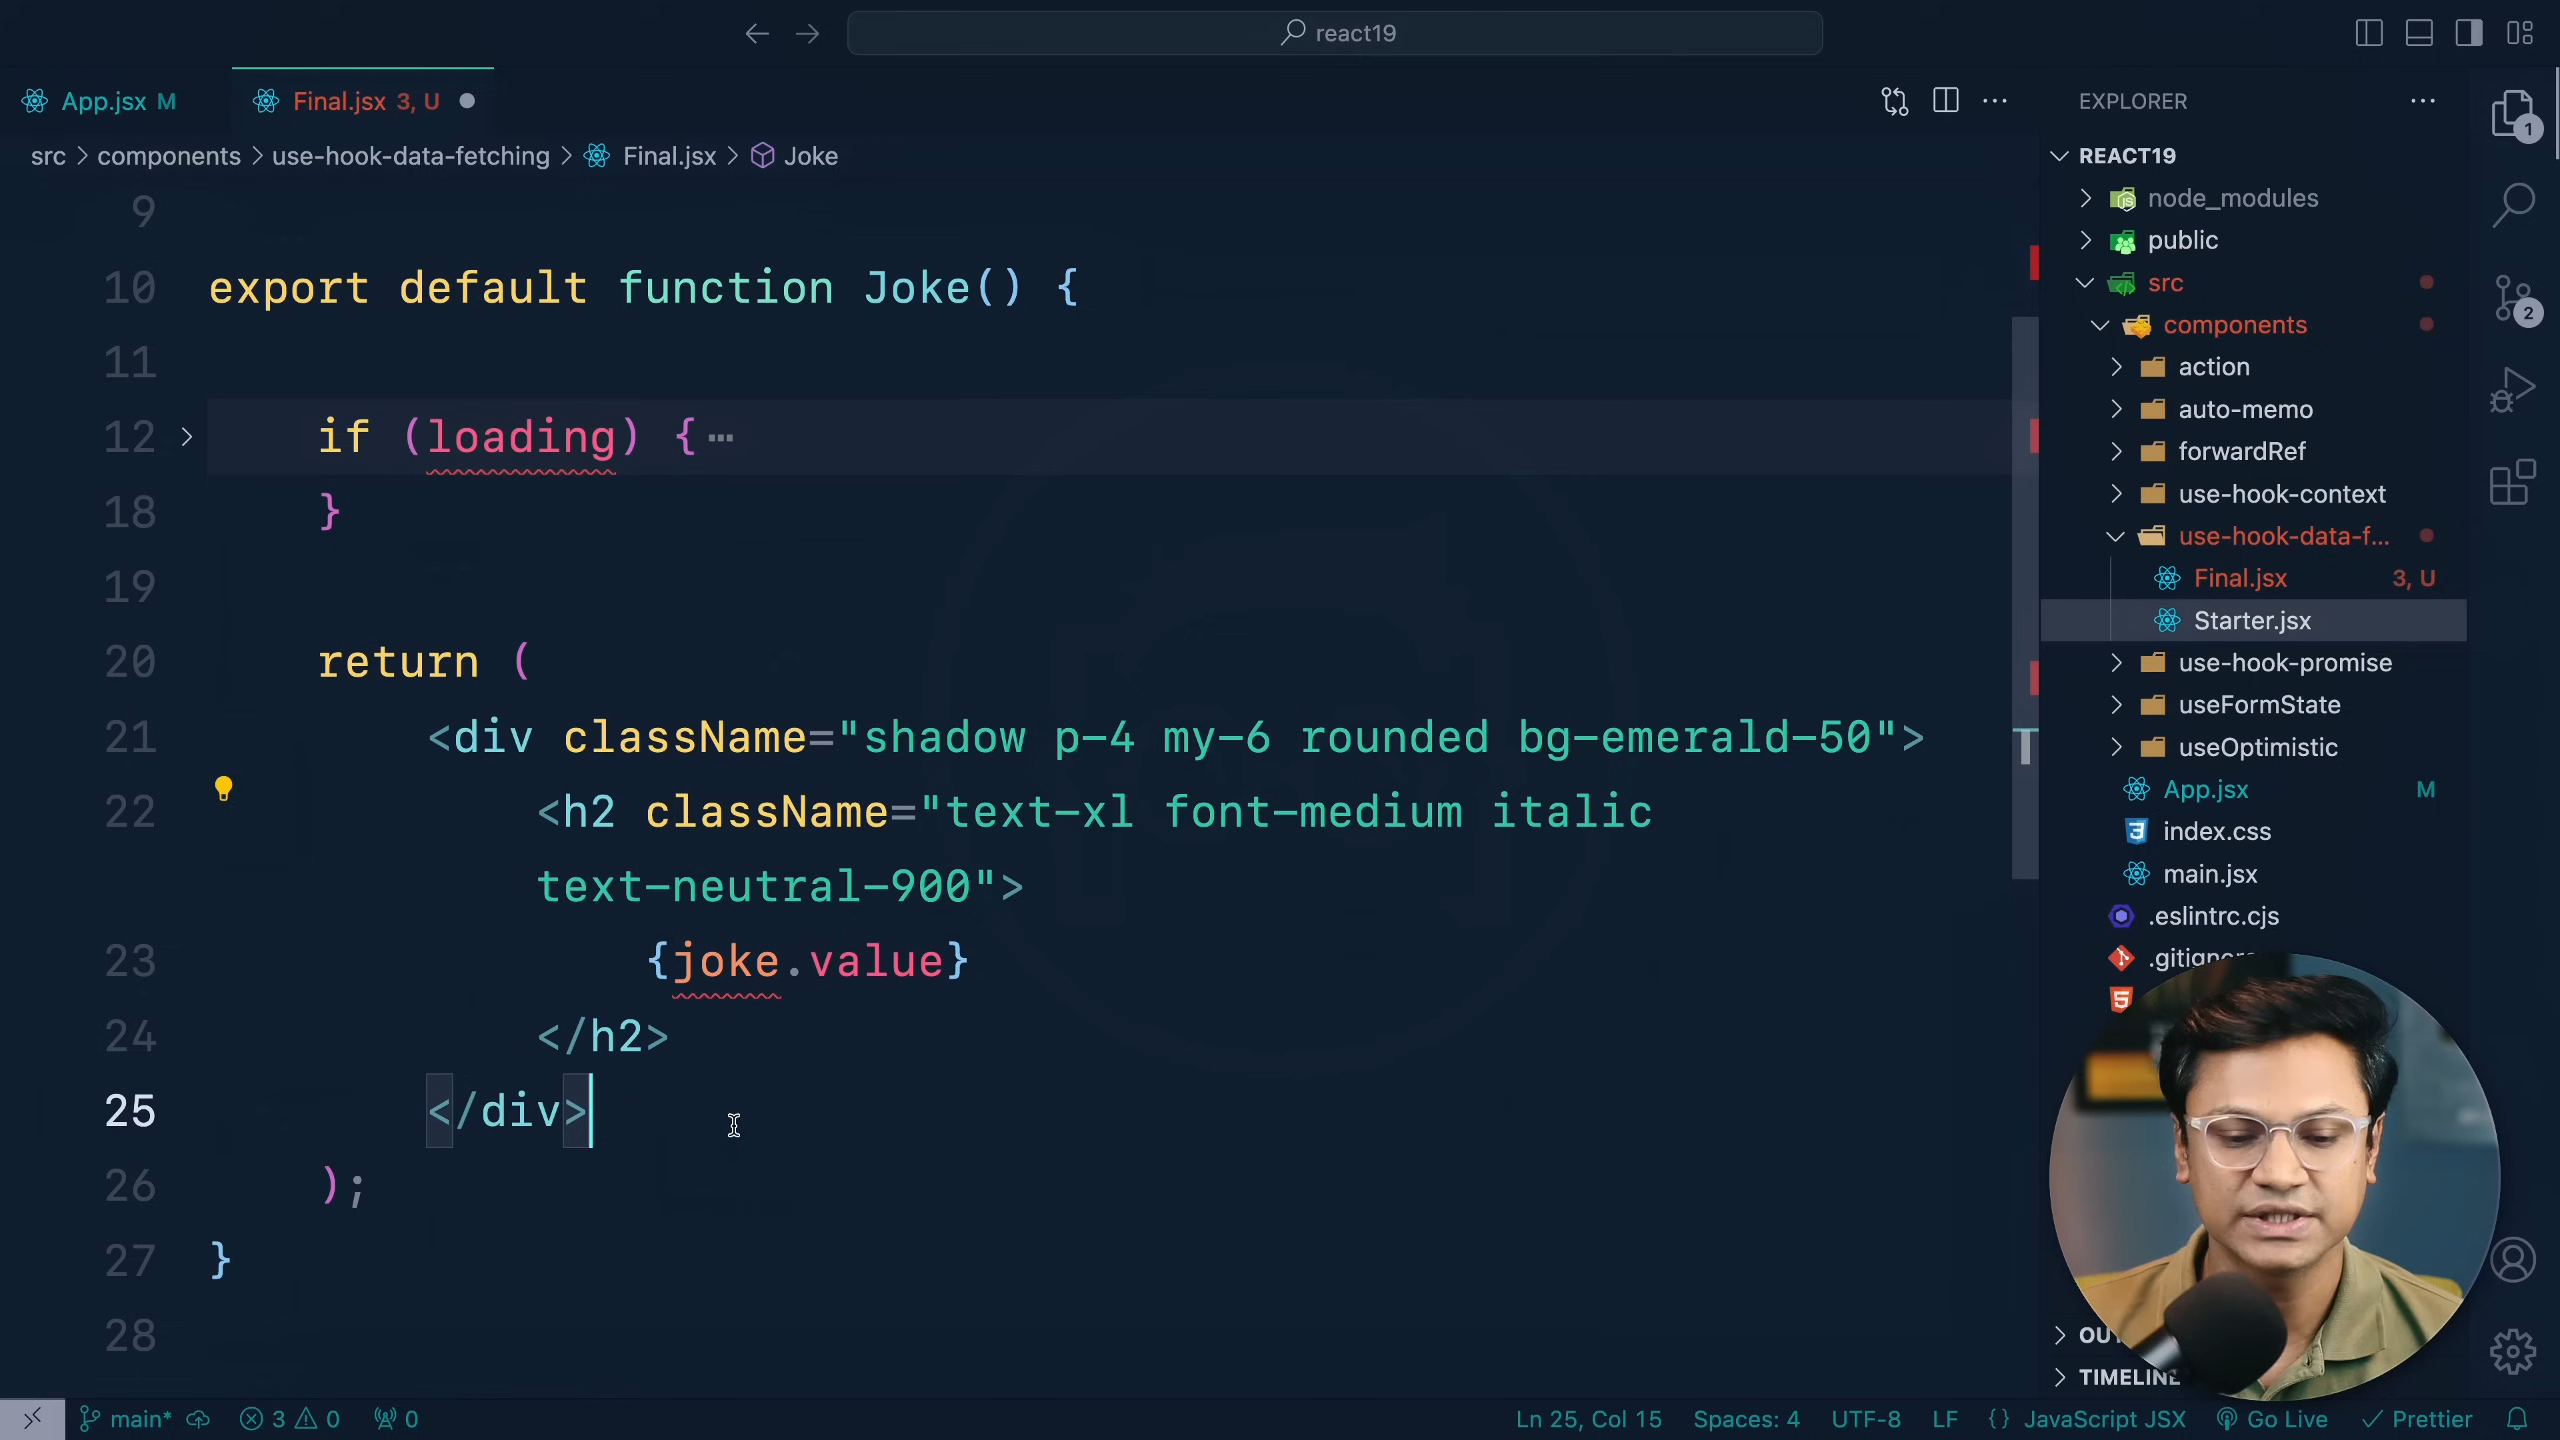 react19
App.jsx M
Final.jsx 3, U
src > components > use-hook-data-fetching > Final.jsx > Joke
9
10 export default function Joke() {
11
12 if (loading) {···
18 }
19
20 return (
21 <div className="shadow p-4 my-6 rounded bg-emerald-50">
22 <h2 className="text-xl font-medium italic
text-neutral-900">
23 {joke.value}
24 </h2>
25 </div>
26 );
27 }
28
EXPLORER
REACT19
node_modules
public
src
components
action
auto-memo
forwardRef
use-hook-context
use-hook-data-f...
Final.jsx 3, U
Starter.jsx
use-hook-promise
useFormState
useOptimistic
App.jsx M
index.css
main.jsx
.eslintrc.cjs
TIMELINE
1
2
main* 3 0 0
Ln 25, Col 15 Spaces: 4 UTF-8 LF {} JavaScript JSX Go Live Prettier